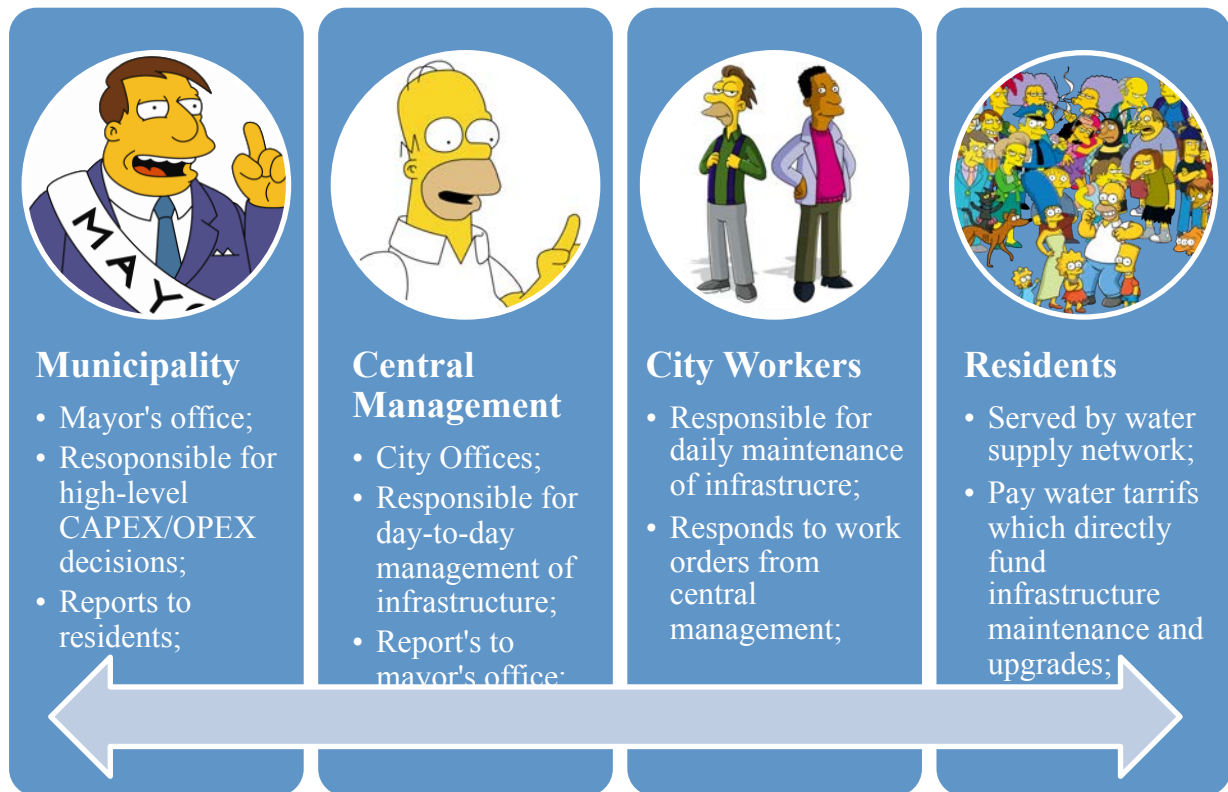 MAYO
Municipality
• Mayor's office;
• Resoponsible for
high-level
CAPEX/OPEX
decisions;
• Reports to
residents;
Central
Management
• City Offices;
• Responsible for
day-to-day
management of
infrastructure;
• Report's to
mayor's office;
City Workers
• Responsible for
daily maintenance
of infrastrucre;
• Responds to work
orders from
central
management;
Residents
• Served by water
supply network;
• Pay water tarrifs
which directly
fund
infrastructure
maintenance and
upgrades;